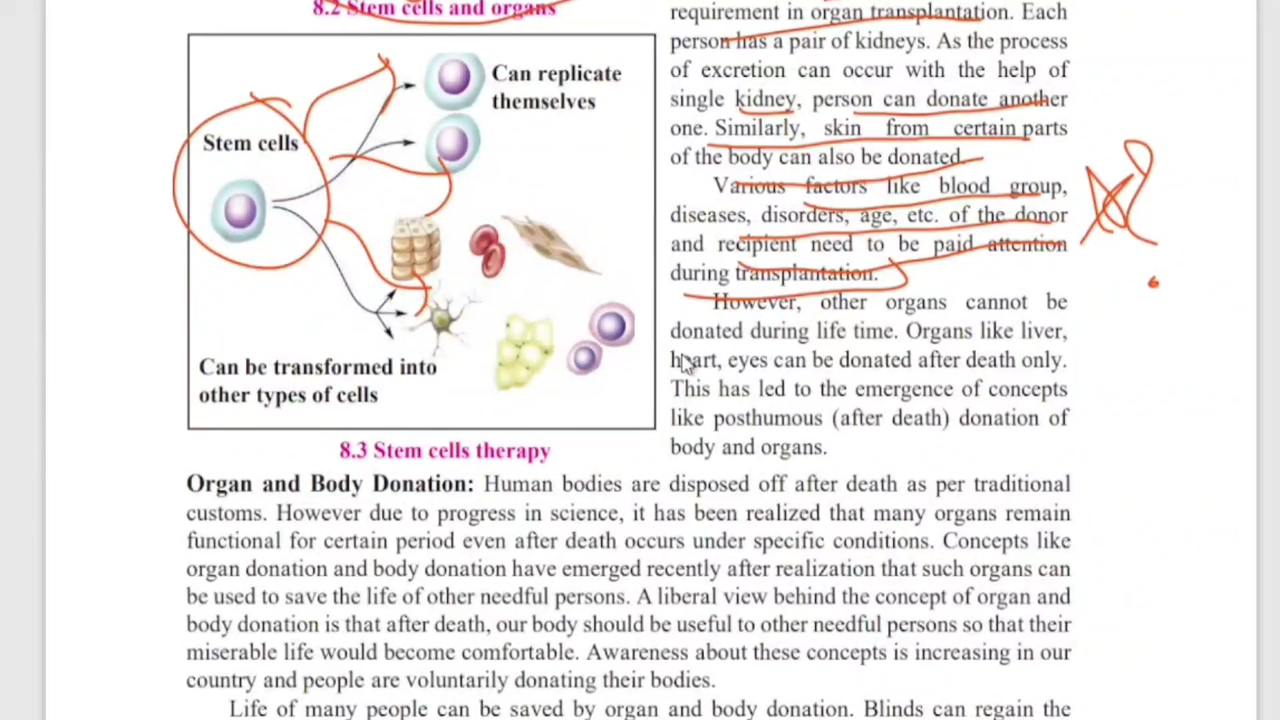 8.2 Stem cells and organs
Stem cells
Can replicate
themselves
Can be transformed into
other types of cells
8.3 Stem cells therapy
requirement in organ transplantation. Each
person has a pair of kidneys. As the process
of excretion can occur with the help of
single kidney, person can donate another
one. Similarly, skin from certain parts
of the body can also be donated.
Various factors like blood group,
diseases, disorders, age, etc. of the donor
and recipient need to be paid attention
during transplantation.
However, other organs cannot be
donated during life time. Organs like liver,
heart, eyes can be donated after death only.
This has led to the emergence of concepts
like posthumous (after death) donation of
body and organs.
Organ and Body Donation: Human bodies are disposed off after death as per traditional
customs. However due to progress in science, it has been realized that many organs remain
functional for certain period even after death occurs under specific conditions. Concepts like
organ donation and body donation have emerged recently after realization that such organs can
be used to save the life of other needful persons. A liberal view behind the concept of organ and
body donation is that after death, our body should be useful to other needful persons so that their
miserable life would become comfortable. Awareness about these concepts is increasing in our
country and people are voluntarily donating their bodies.
Life of many people can be saved by organ and body donation. Blinds can regain the